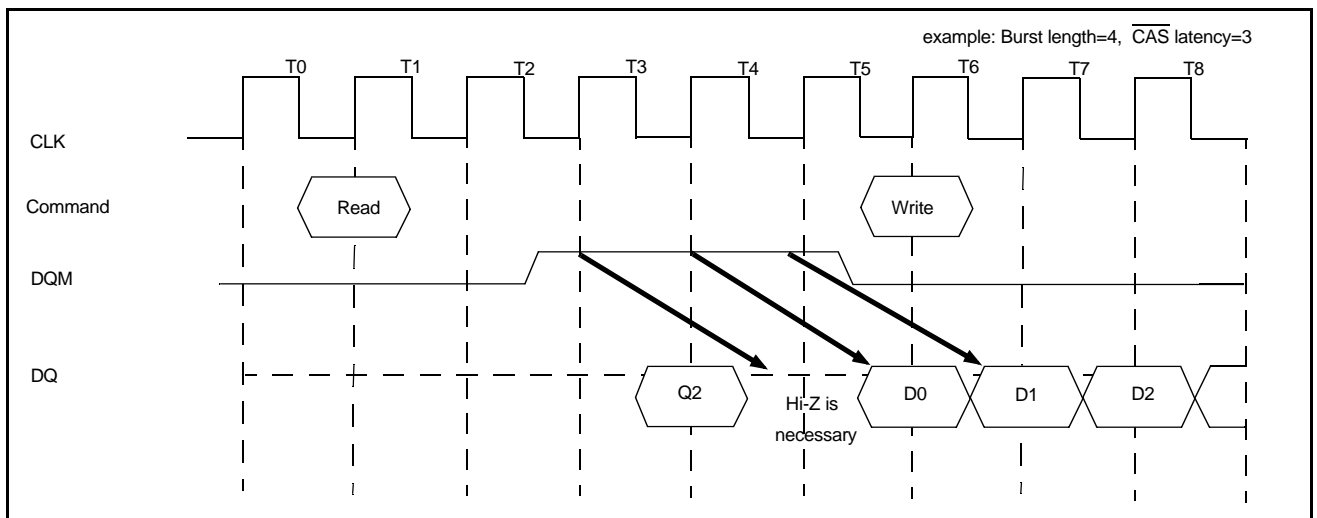 example: Burst length=4, CAS latency=3
T0 T1 T2 T3 T4 T5 T6 T7 T8
CLK
Command Read Write
DQM
DQ Q2 D0 D1 D2
Hi-Z is
necessary